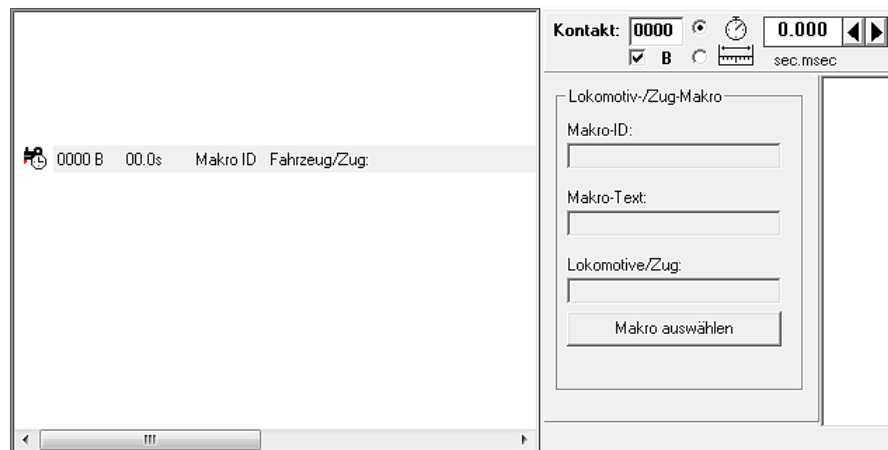 Kontakt: 0000 0.000
B sec.msec
0000 B 00.0s Makro ID Fahrzeug/Zug:
Lokomotiv-/Zug-Makro
Makro-ID:
Makro-Text:
Lokomotive/Zug:
Makro auswählen